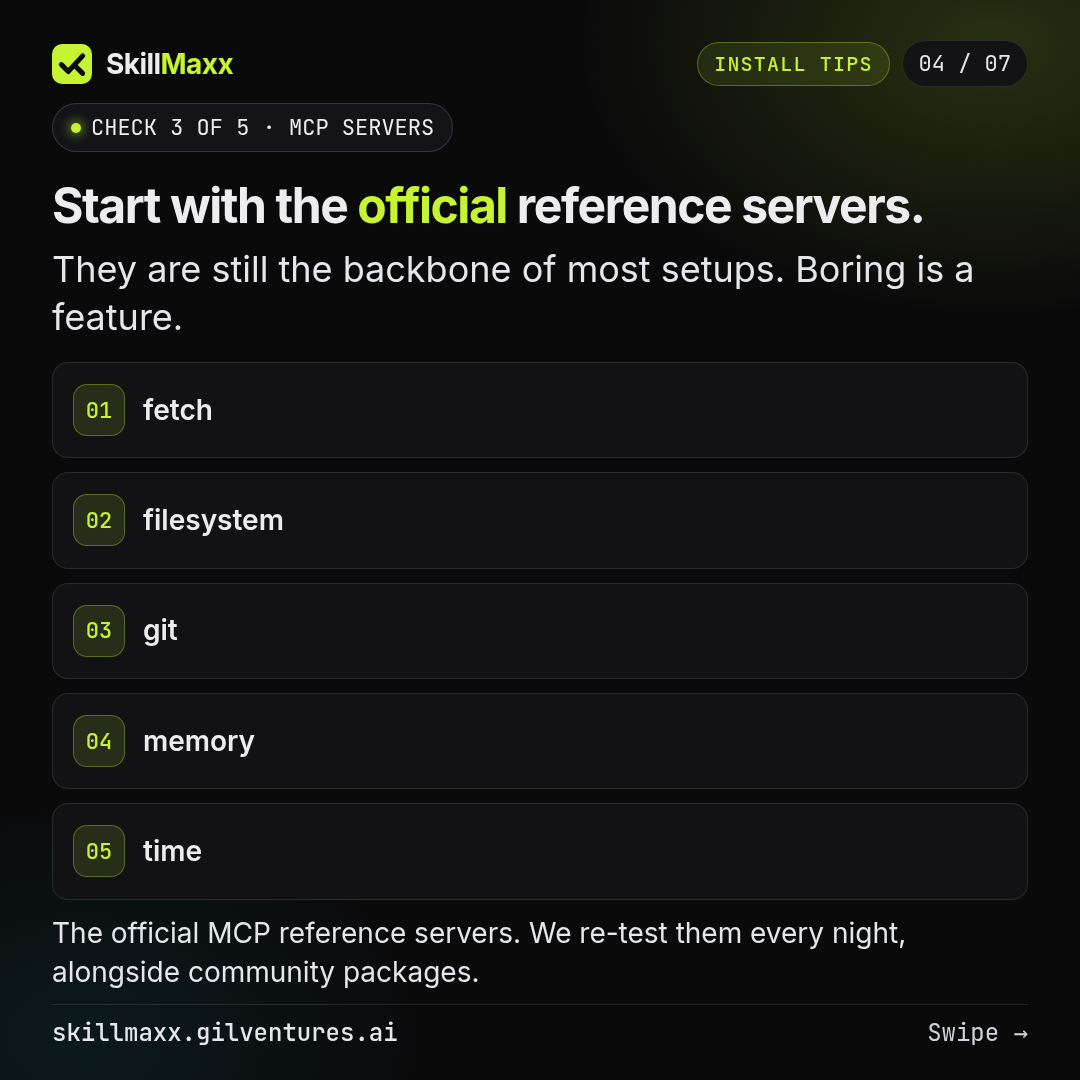 SkillMaxx
INSTALL TIPS
04 / 07
CHECK 3 OF 5 · MCP SERVERS
Start with the official reference servers.
They are still the backbone of most setups. Boring is a
feature.
01 fetch
02 filesystem
03 git
04 memory
05 time
The official MCP reference servers. We re-test them every night,
alongside community packages.
skillmaxx.gilventures.ai
Swipe →